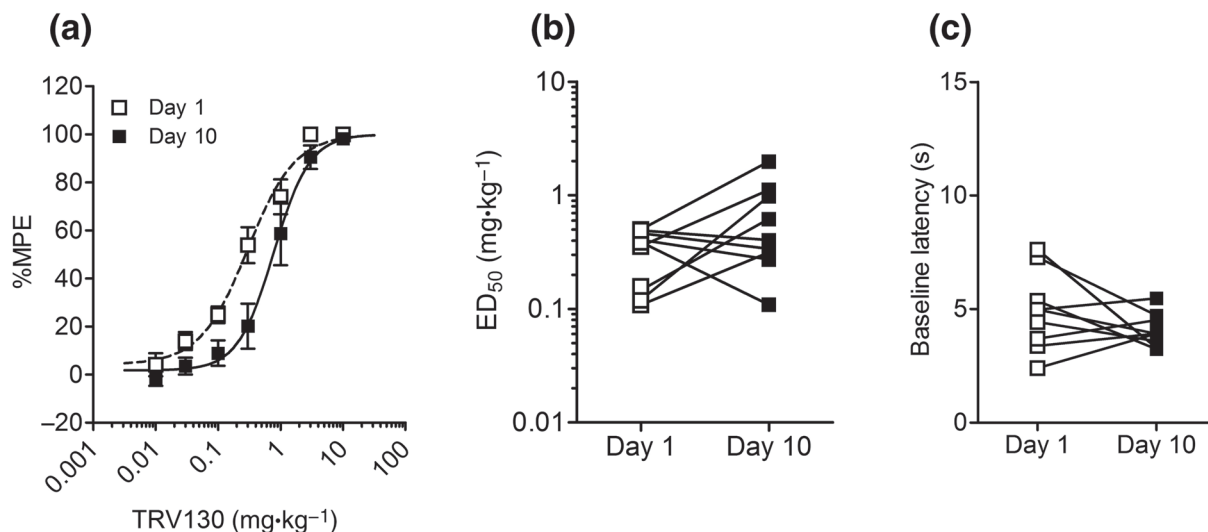 (a)
120
100
80
60
40
20
0
–20
%MPE
Day 1
Day 10
0.001
0.01
0.1
1
10
100
TRV130 (mg·kg⁻¹)
(b)
10
1
0.1
0.01
ED₅₀ (mg·kg⁻¹)
Day 1
Day 10
(c)
15
10
5
0
Baseline latency (s)
Day 1
Day 10